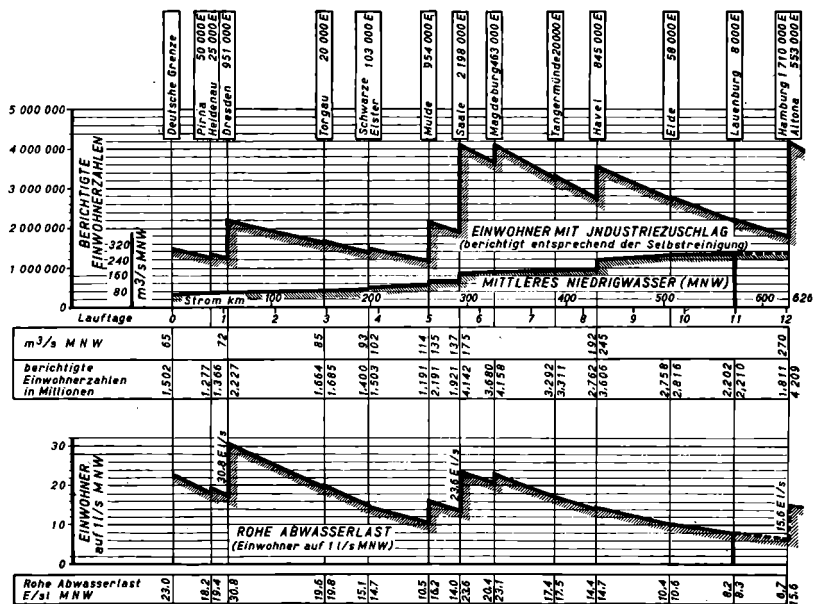 Deutsche Grenze
Pirna 50 000 E
Heidenau 25 000 E
Dresden 851 000 E
Torgau 20 000 E
Schwarze Elster 103 000 E
Mulde 954 000 E
Saale 2 198 000 E
Magdeburg 463 000 E
Tangermünde 20000 E
Havel 845 000 E
Elde 58 000 E
Lauenburg 8 000 E
Hamburg 1 710 000 E
Altona 553 000 E
BERICHTIGTE
EINWOHNERZAHLEN
5 000 000
4 000 000
3 000 000
2 000 000
1 000 000
0
m³/s MNW
320
240
160
80
EINWOHNER MIT JNDUSTRIEZUSCHLAG
(berichtigt entsprechend der Selbstreinigung)
MITTLERES NIEDRIGWASSER (MNW)
Strom km 100 200 300 400 500 600 626
Lauftage 0 1 2 3 4 5 6 7 8 9 10 11 12
m³/s MNW 65 72 85 93 102 114 135 137 175 192 245 270
berichtigte
Einwohnerzahlen
in Millionen
1,502 1,277 1,366 2,227 1,664 1,685 1,400 1,503 1,191 2,191 1,921 4,142 3,680 4,158 3,292 3,311 2,762 3,606 2,758 2,816 2,202 2,210 1,811 4,209
EINWOHNER
auf 1 l/s MNW
30
20
10
0
30.8 E l/s
23,6 E l/s
15,6 E l/s
ROHE ABWASSERLAST
(Einwohner auf 1 l/s MNW)
Rohe Abwasserlast
E/sl MNW
23.0 18.2 19.4 30.8 19.6 19.8 15.1 14.7 10.5 16.2 14.0 23.6 20.4 23.1 17.4 17.5 14.4 14.7 10.4 10.6 8.2 8.3 6.7 15.6